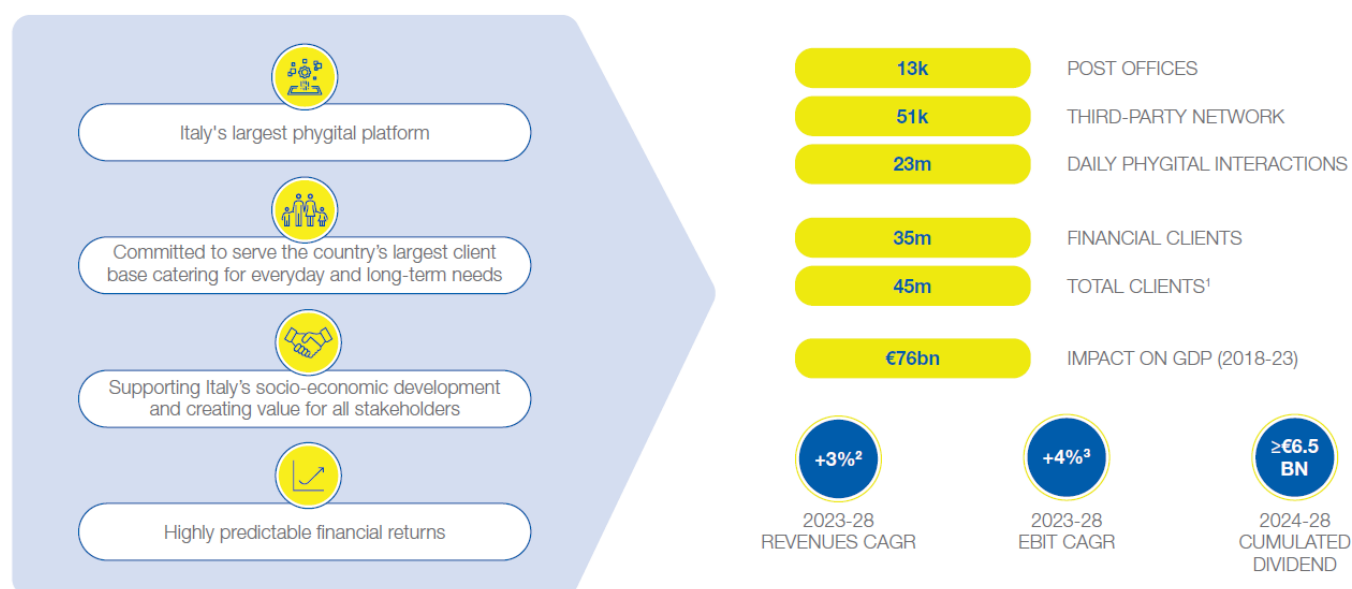 Italy's largest phygital platform
Committed to serve the country's largest client
base catering for everyday and long-term needs
Supporting Italy's socio-economic development
and creating value for all stakeholders
Highly predictable financial returns
13k POST OFFICES
51k THIRD-PARTY NETWORK
23m DAILY PHYGITAL INTERACTIONS
35m FINANCIAL CLIENTS
45m TOTAL CLIENTS¹
€76bn IMPACT ON GDP (2018-23)
+3%²
2023-28
REVENUES CAGR
+4%³
2023-28
EBIT CAGR
≥€6.5
BN
2024-28
CUMULATED
DIVIDEND